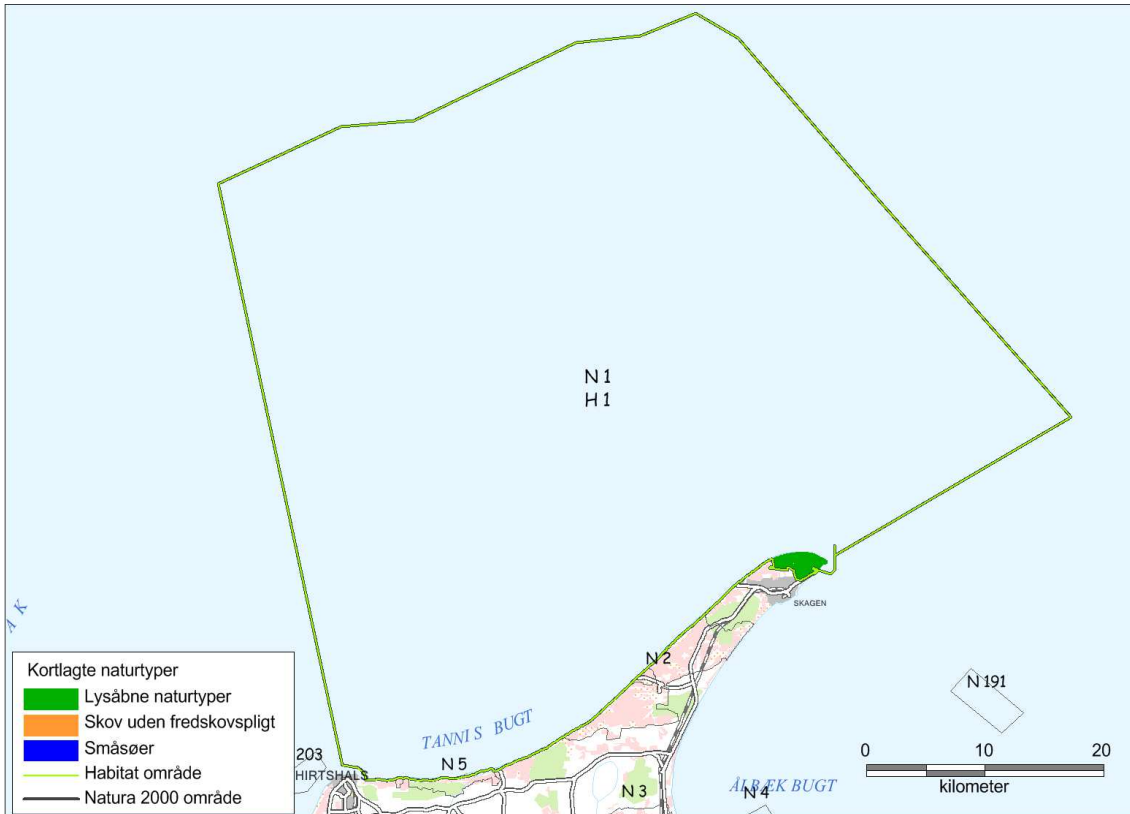 N 1
H 1
SKAGEN
A K
N 2
N 191
TANNIS BUGT
203
HIRTSHALS
N 5
N 3
N 4
ÅLBÆK BUGT
Kortlagte naturtyper
Lysåbne naturtyper
Skov uden fredskovspligt
Småsøer
Habitat område
Natura 2000 område
0 10 20
kilometer